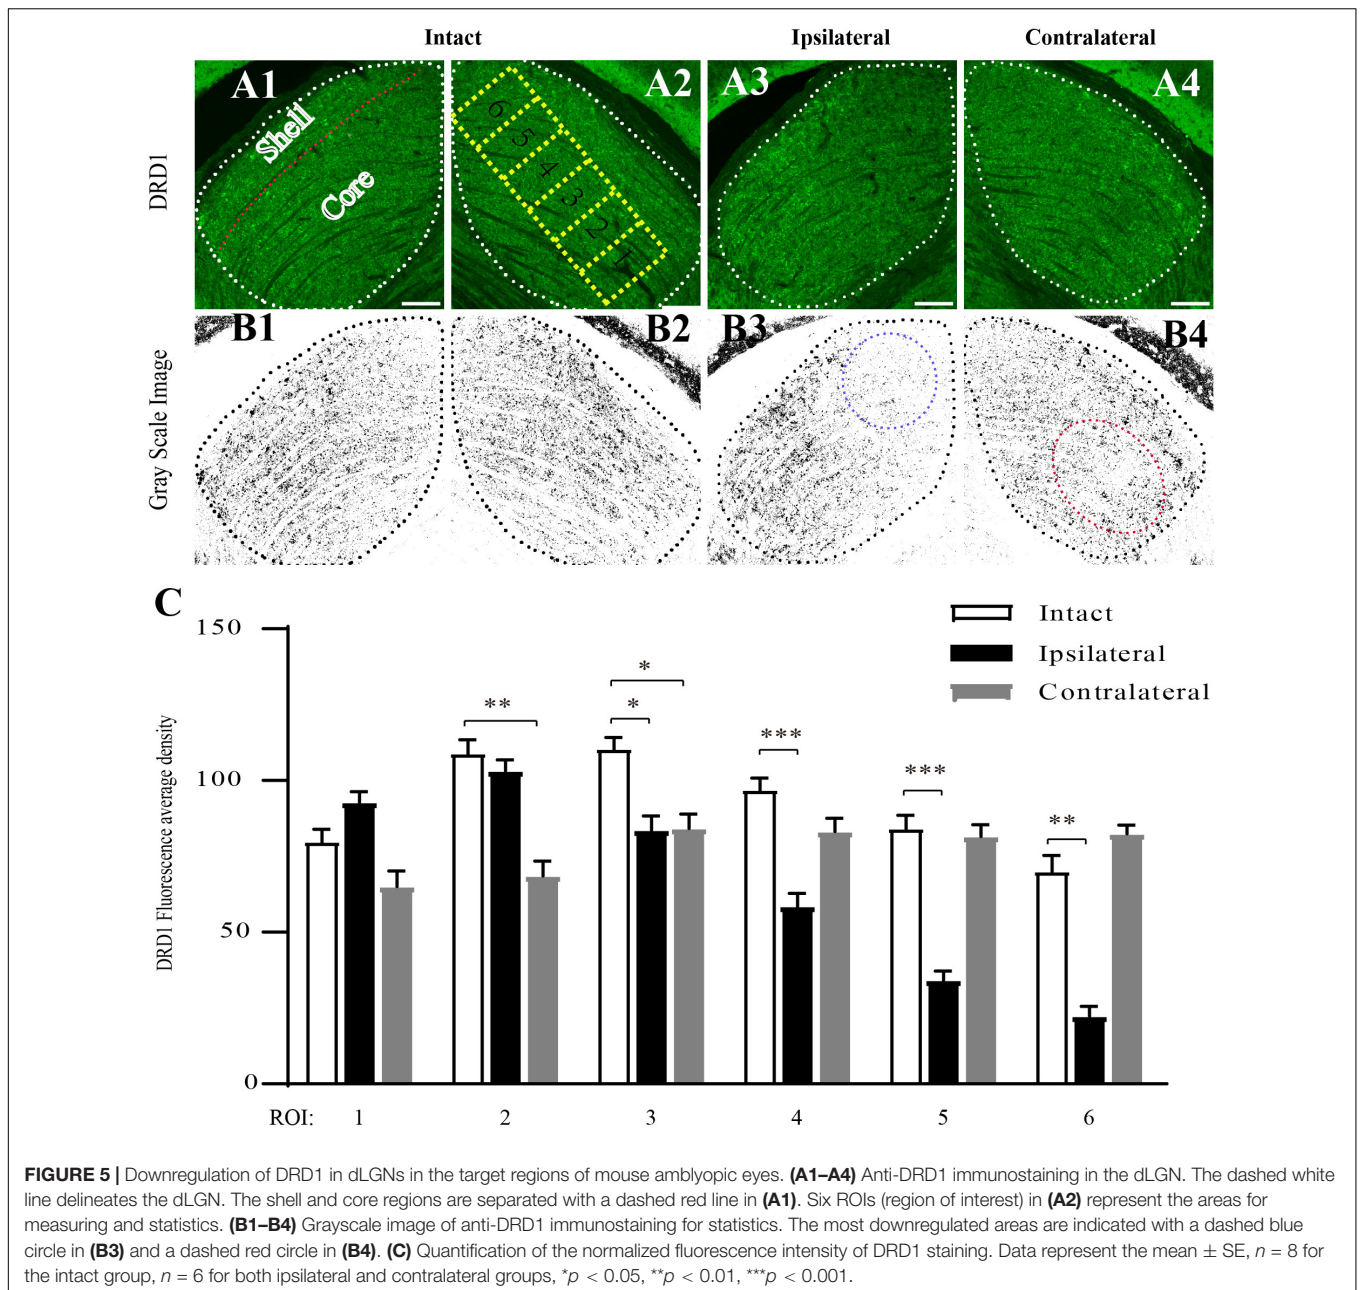 Intact
Ipsilateral
Contralateral
A1
A2
A3
A4
Shell
Core
6
5
4
3
2
1
DRD1
B1
B2
B3
B4
Gray Scale Image
C
Intact
Ipsilateral
Contralateral
150
100
50
0
DRD1 Fluorescence average density
**
*
*
***
***
**
ROI: 1 2 3 4 5 6
FIGURE 5 | Downregulation of DRD1 in dLGNs in the target regions of mouse amblyopic eyes. (A1–A4) Anti-DRD1 immunostaining in the dLGN. The dashed white
line delineates the dLGN. The shell and core regions are separated with a dashed red line in (A1). Six ROIs (region of interest) in (A2) represent the areas for
measuring and statistics. (B1–B4) Grayscale image of anti-DRD1 immunostaining for statistics. The most downregulated areas are indicated with a dashed blue
circle in (B3) and a dashed red circle in (B4). (C) Quantification of the normalized fluorescence intensity of DRD1 staining. Data represent the mean ± SE, n = 8 for
the intact group, n = 6 for both ipsilateral and contralateral groups, *p < 0.05, **p < 0.01, ***p < 0.001.